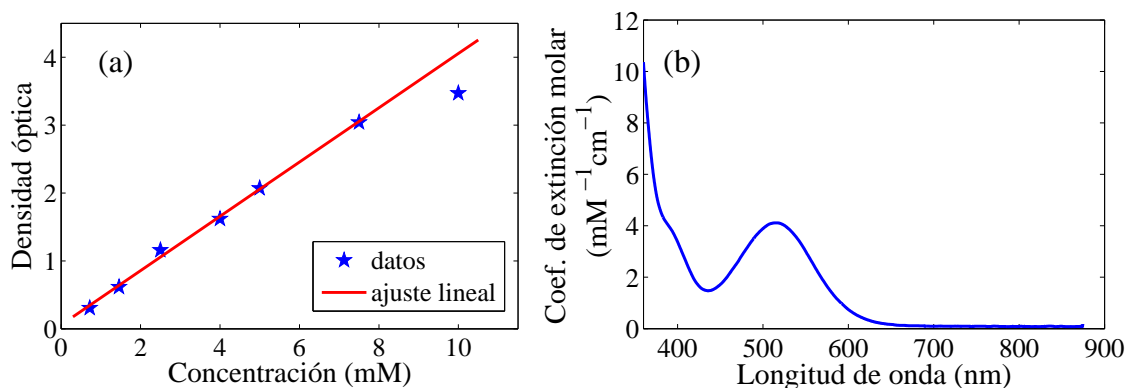 (a)
Densidad óptica
4
3
2
1
0
0 2 4 6 8 10
Concentración (mM)
datos
ajuste lineal
(b)
Coef. de extinción molar
(mM⁻¹cm⁻¹)
12
10
8
6
4
2
0
400 500 600 700 800 900
Longitud de onda (nm)